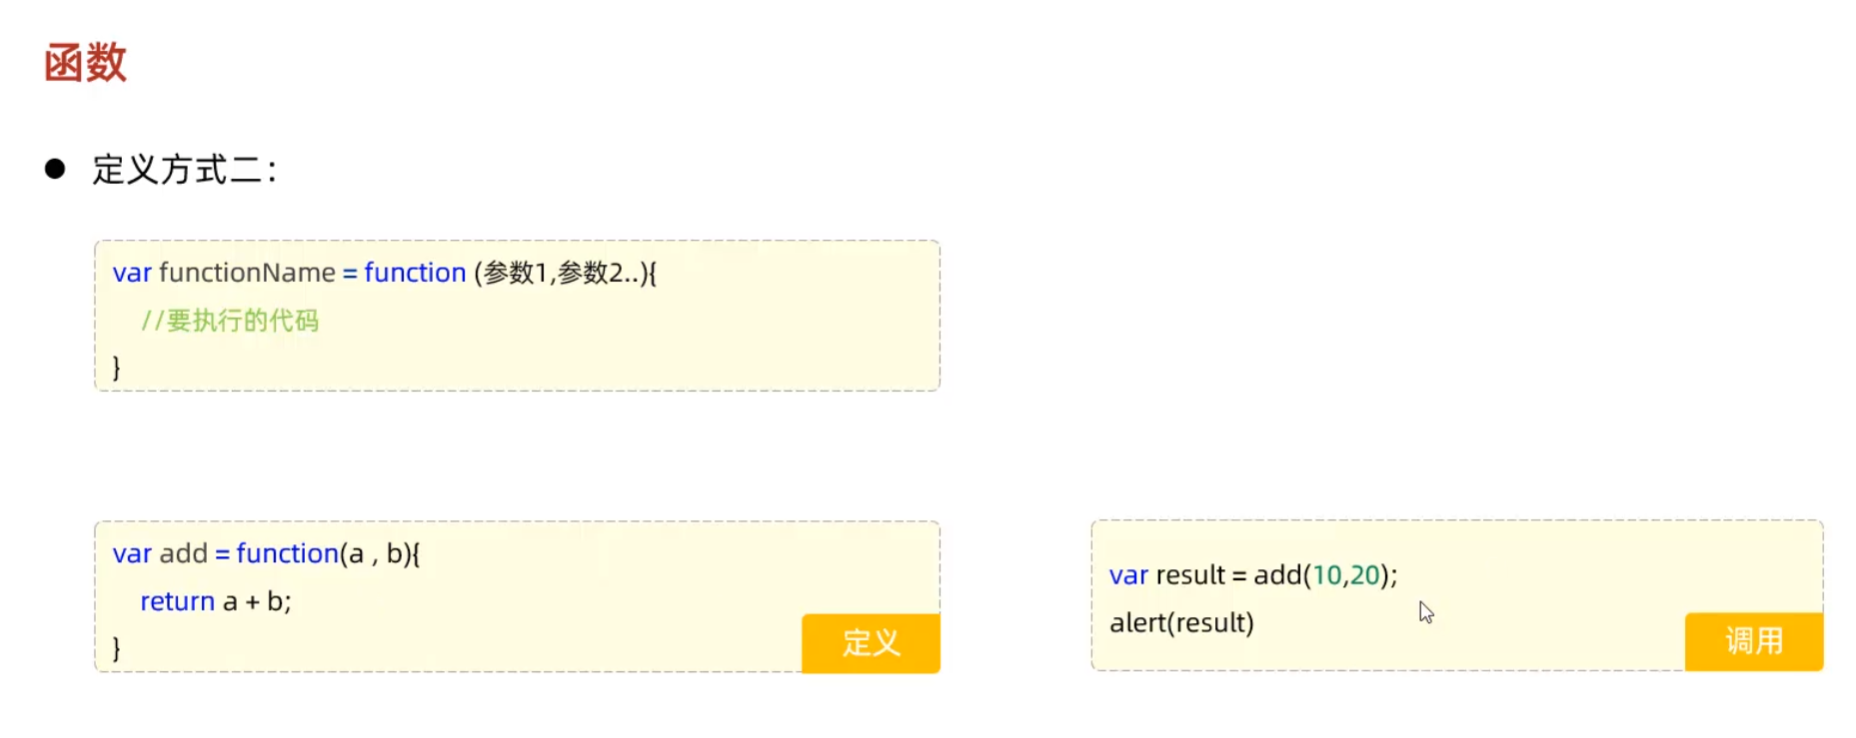 函数
● 定义方式二：
var functionName = function (参数1,参数2..){
//要执行的代码
}
var add = function(a , b){
return a + b;
}
定义
var result = add(10,20);
alert(result)
调用